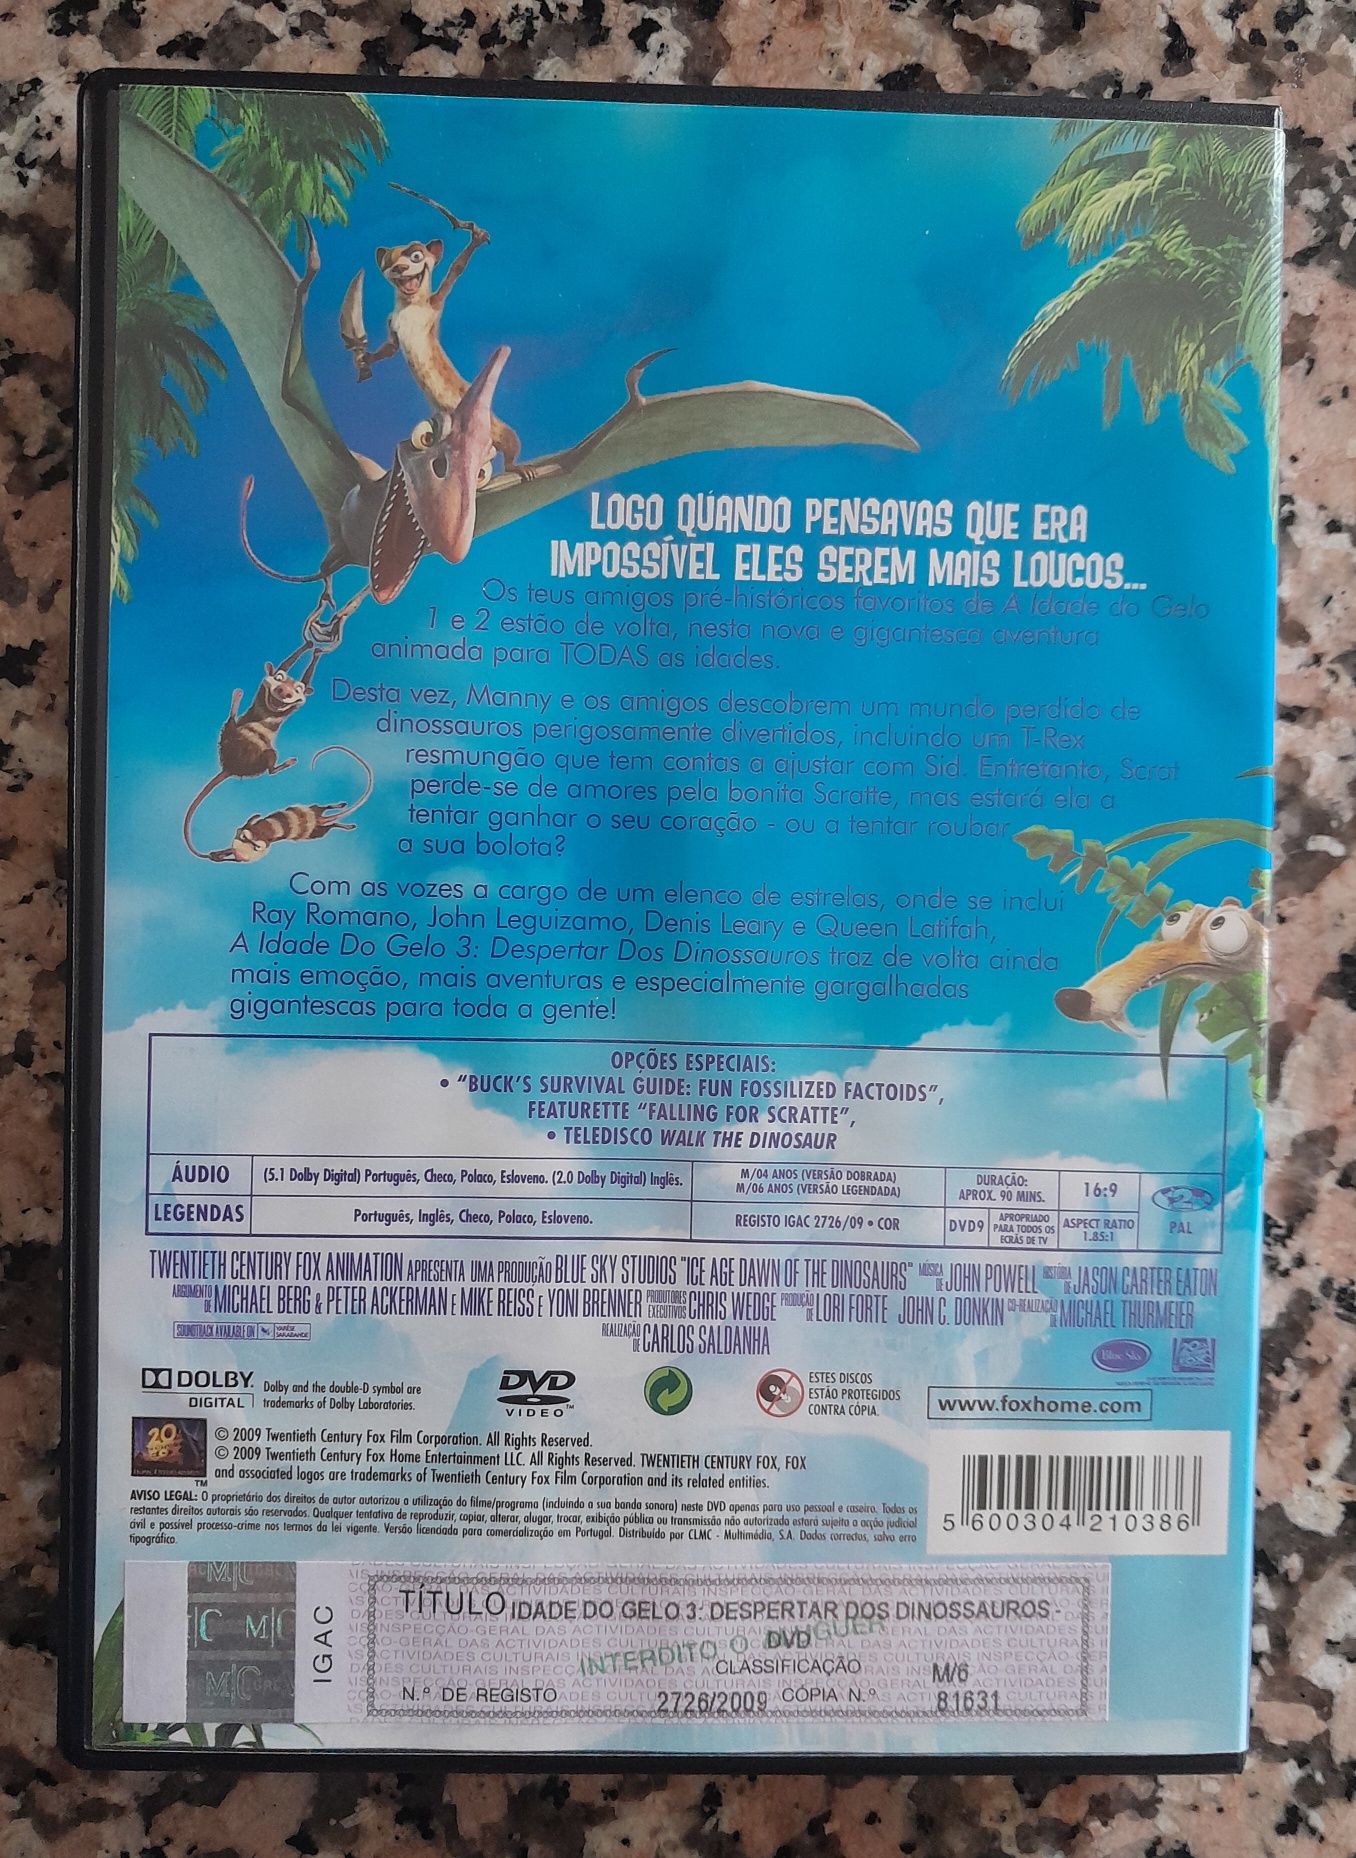 LOGO QUANDO PENSAVAS QUE ERA
IMPOSSÍVEL ELES SEREM MAIS LOUCOS...
Os teus amigos pré-históricos favoritos de A Idade do Gelo
1 e 2 estão de volta, nesta nova e gigantesca aventura
animada para TODAS as idades.
Desta vez, Manny e os amigos descobrem um mundo perdido de
dinossauros perigosamente divertidos, incluindo um T-Rex
resmungão que tem contas a ajustar com Sid. Entretanto, Scrat
perde-se de amores pela bonita Scratte, mas estará ela a
tentar ganhar o seu coração - ou a tentar roubar
a sua bolota?
Com as vozes a cargo de um elenco de estrelas, onde se inclui
Ray Romano, John Leguizamo, Denis Leary e Queen Latifah,
A Idade Do Gelo 3: Despertar Dos Dinossauros traz de volta ainda
mais emoção, mais aventuras e especialmente gargalhadas
gigantescas para toda a gente!
OPÇÕES ESPECIAIS:
• "BUCK'S SURVIVAL GUIDE: FUN FOSSILIZED FACTOIDS",
FEATURETTE "FALLING FOR SCRATTE",
• TELEDISCO WALK THE DINOSAUR
ÁUDIO (5.1 Dolby Digital) Português, Checo, Polaco, Esloveno. (2.0 Dolby Digital) Inglês.
M/04 ANOS (VERSÃO DOBRADA)
M/06 ANOS (VERSÃO LEGENDADA)
DURAÇÃO:
APROX. 90 MINS.
16:9
LEGENDAS Português, Inglês, Checo, Polaco, Esloveno.
REGISTO IGAC 2726/09 • COR
DVD9
APROPRIADO
PARA TODOS OS
ECRÃS DE TV
ASPECT RATIO
1.85:1
PAL
TWENTIETH CENTURY FOX ANIMATION APRESENTA UMA PRODUÇÃO BLUE SKY STUDIOS "ICE AGE DAWN OF THE DINOSAURS" MÚSICA DE JOHN POWELL HISTÓRIA DE JASON CARTER EATON
ARGUMENTO DE MICHAEL BERG & PETER ACKERMAN E MIKE REISS E YONI BRENNER PRODUTORES EXECUTIVOS CHRIS WEDGE PRODUÇÃO DE LORI FORTE JOHN C. DONKIN CO-REALIZAÇÃO DE MICHAEL THURMEIER
SOUNDTRACK AVAILABLE ON VARÈSE SARABANDE
REALIZAÇÃO DE CARLOS SALDANHA
Blue Sky
DOLBY
DIGITAL
Dolby and the double-D symbol are
trademarks of Dolby Laboratories.
DVD
VIDEO™
ESTES DISCOS
ESTÃO PROTEGIDOS
CONTRA CÓPIA.
www.foxhome.com
20
TM
© 2009 Twentieth Century Fox Film Corporation. All Rights Reserved.
© 2009 Twentieth Century Fox Home Entertainment LLC. All Rights Reserved. TWENTIETH CENTURY FOX, FOX
and associated logos are trademarks of Twentieth Century Fox Film Corporation and its related entities.
AVISO LEGAL: O proprietário dos direitos de autor autorizou a utilização do filme/programa (incluindo a sua banda sonora) neste DVD apenas para uso pessoal e caseiro. Todos os
restantes direitos autorais são reservados. Qualquer tentativa de reproduzir, copiar, alterar, alugar, trocar, exibição pública ou transmissão não autorizada estará sujeita a acção judicial
civil e possível processo-crime nos termos da lei vigente. Versão licenciada para comercialização em Portugal. Distribuído por CLMC - Multimédia, S.A. Dados correctos, salvo erro
tipográfico.
5 600304 210386
IGAC
TÍTULO IDADE DO GELO 3: DESPERTAR DOS DINOSSAUROS -
DVD
INTERDITO O ALUGUER
CLASSIFICAÇÃO M/6
N.º DE REGISTO 2726/2009 CÓPIA N.º 81631